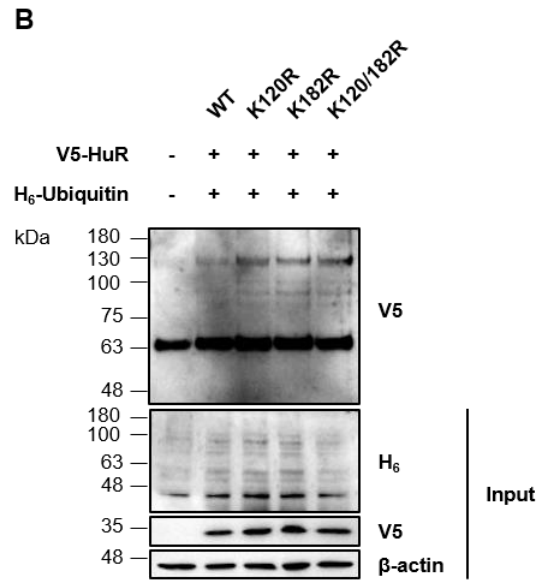 B
WT K120R K182R K120/182R
V5-HuR - + + + +
H6-Ubiquitin - + + + +
kDa
180
130
100
75
63
48
V5
180
100
63
48
H6
35
V5
48
β-actin
Input